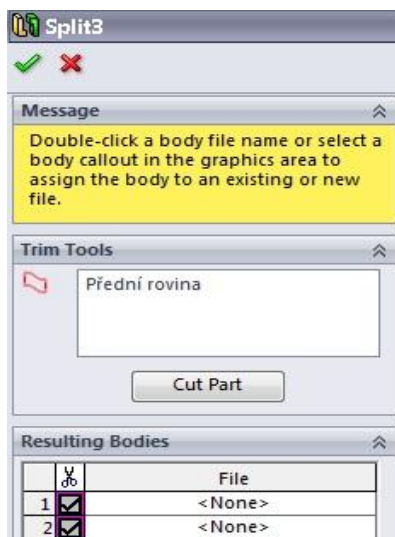 Split3
Message
Double-click a body file name or select a
body callout in the graphics area to
assign the body to an existing or new
file.
Trim Tools
Přední rovina
Cut Part
Resulting Bodies
File
1 <None>
2 <None>